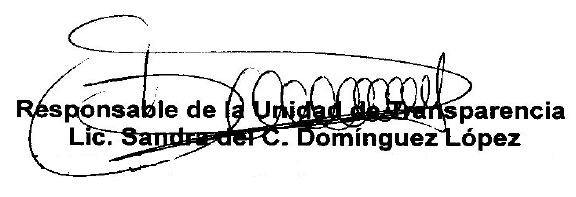 Responsable de la Unidad de Transparencia
Lic. Sandra del C. Domínguez López